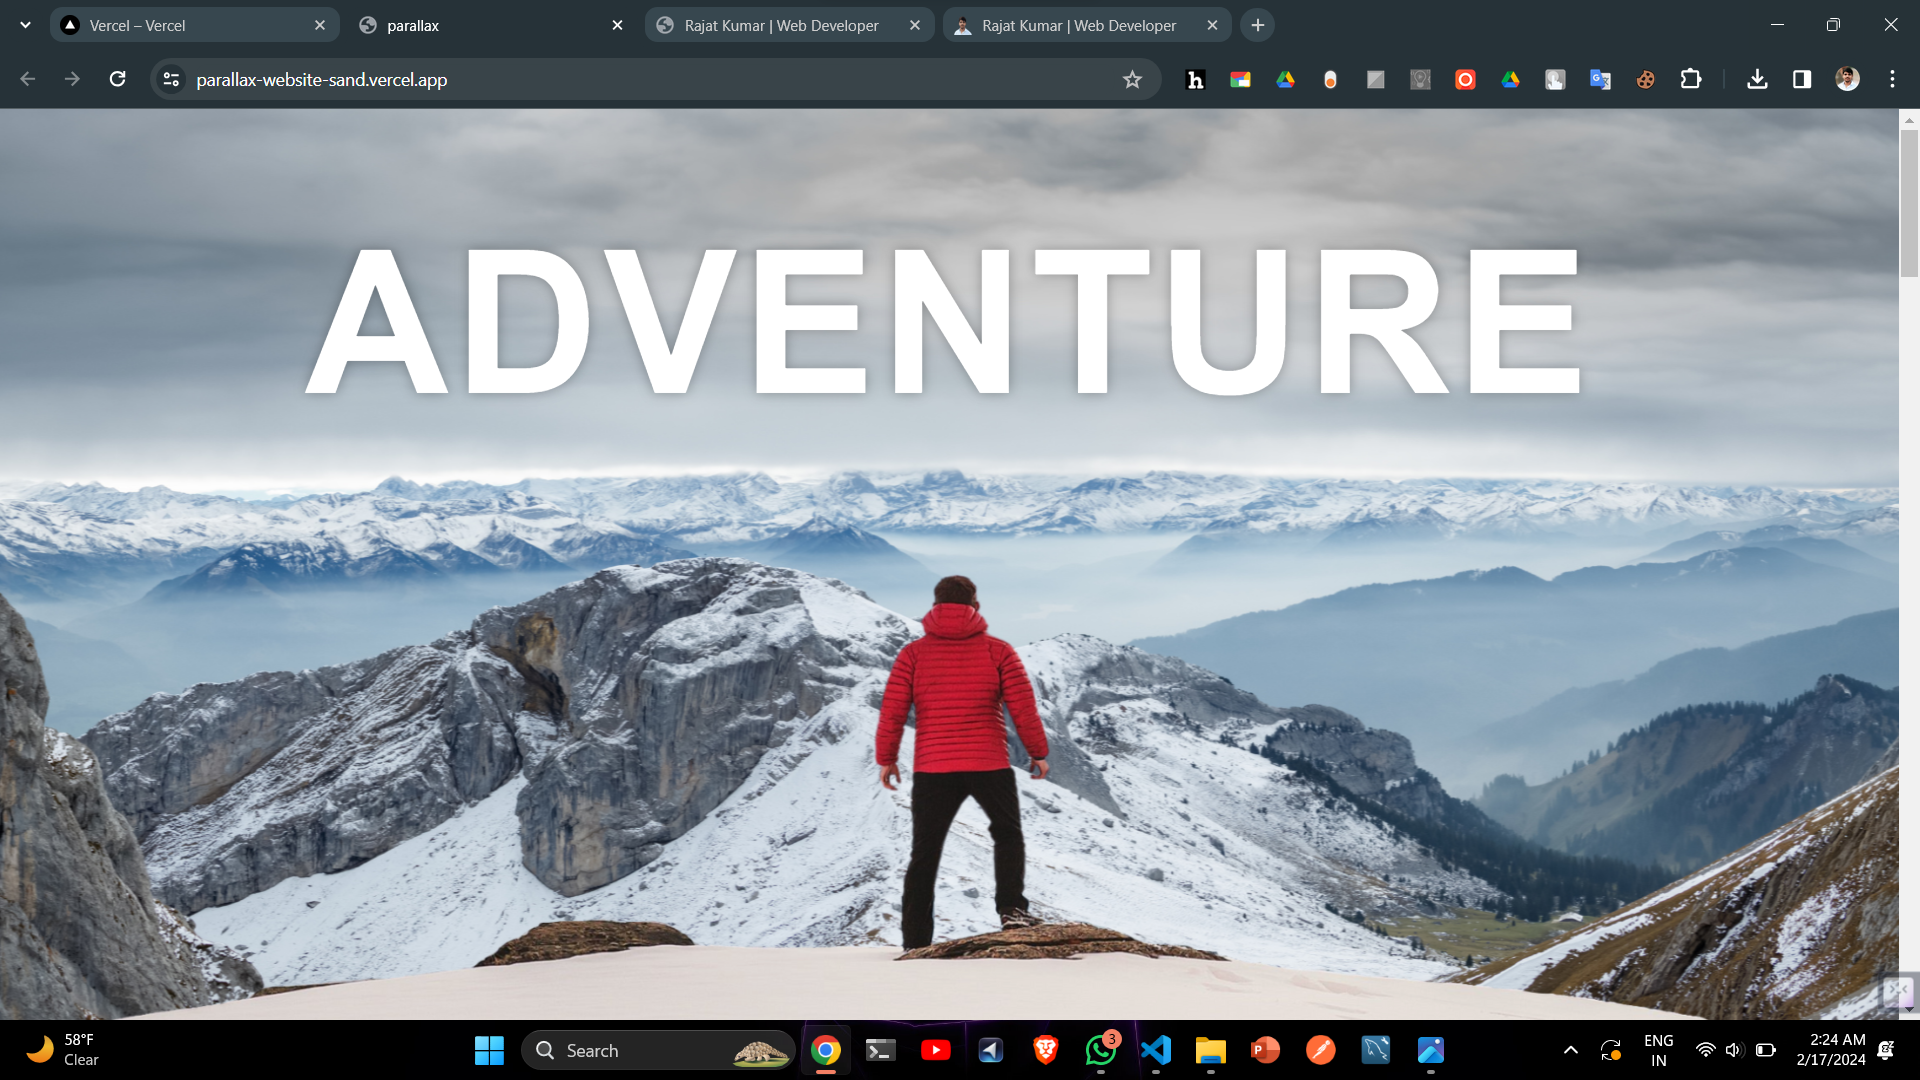 Vercel – Vercel
parallax
Rajat Kumar | Web Developer
Rajat Kumar | Web Developer
parallax-website-sand.vercel.app
ADVENTURE
58°F
Clear
Search
3
ENG
IN
2:24 AM
2/17/2024